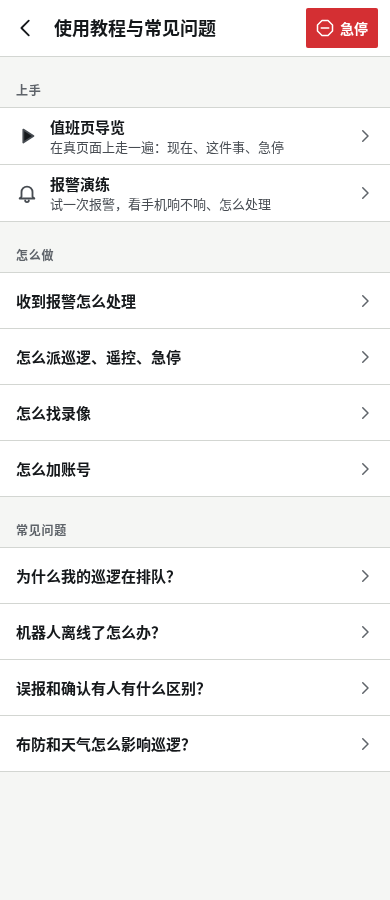 使用教程与常见问题
急停
上手
值班页导览
在真页面上走一遍：现在、这件事、急停
报警演练
试一次报警，看手机响不响、怎么处理
怎么做
收到报警怎么处理
怎么派巡逻、遥控、急停
怎么找录像
怎么加账号
常见问题
为什么我的巡逻在排队？
机器人离线了怎么办？
误报和确认有人有什么区别？
布防和天气怎么影响巡逻？